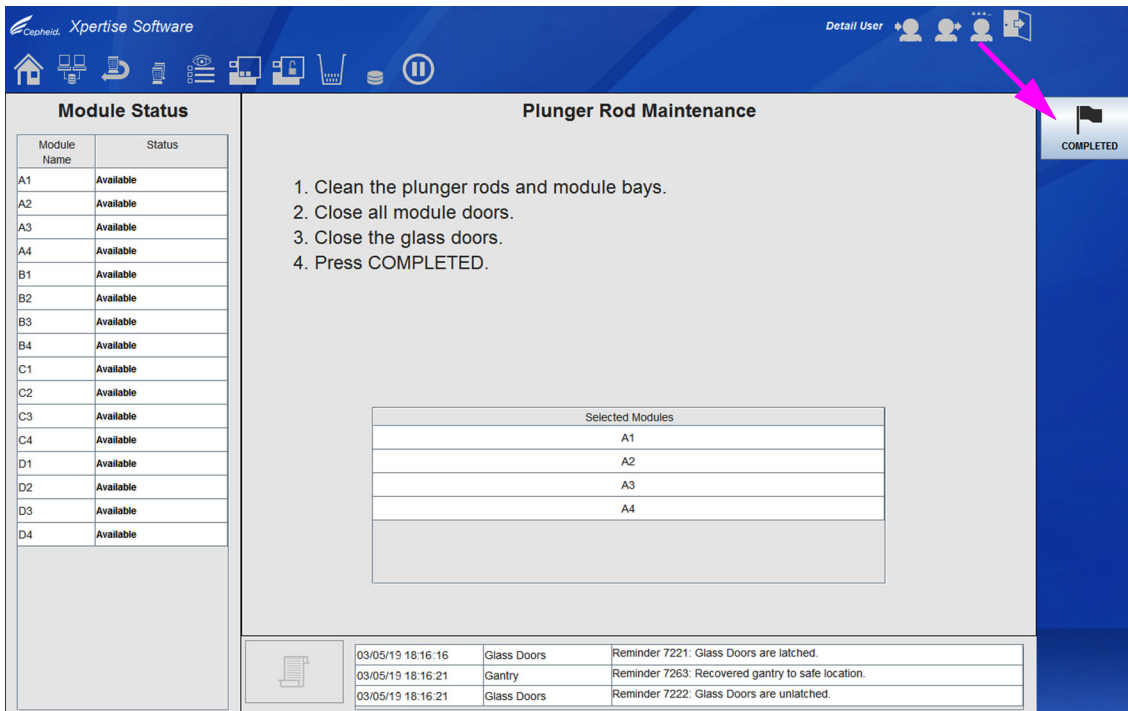 Cepheid. Xpertise Software
Detail User
Module Status
Module Name Status
A1 Available
A2 Available
A3 Available
A4 Available
B1 Available
B2 Available
B3 Available
B4 Available
C1 Available
C2 Available
C3 Available
C4 Available
D1 Available
D2 Available
D3 Available
D4 Available
Plunger Rod Maintenance
1. Clean the plunger rods and module bays.
2. Close all module doors.
3. Close the glass doors.
4. Press COMPLETED.
Selected Modules
A1
A2
A3
A4
03/05/19 18:16:16 Glass Doors Reminder 7221: Glass Doors are latched.
03/05/19 18:16:21 Gantry Reminder 7263: Recovered gantry to safe location.
03/05/19 18:16:21 Glass Doors Reminder 7222: Glass Doors are unlatched.
COMPLETED